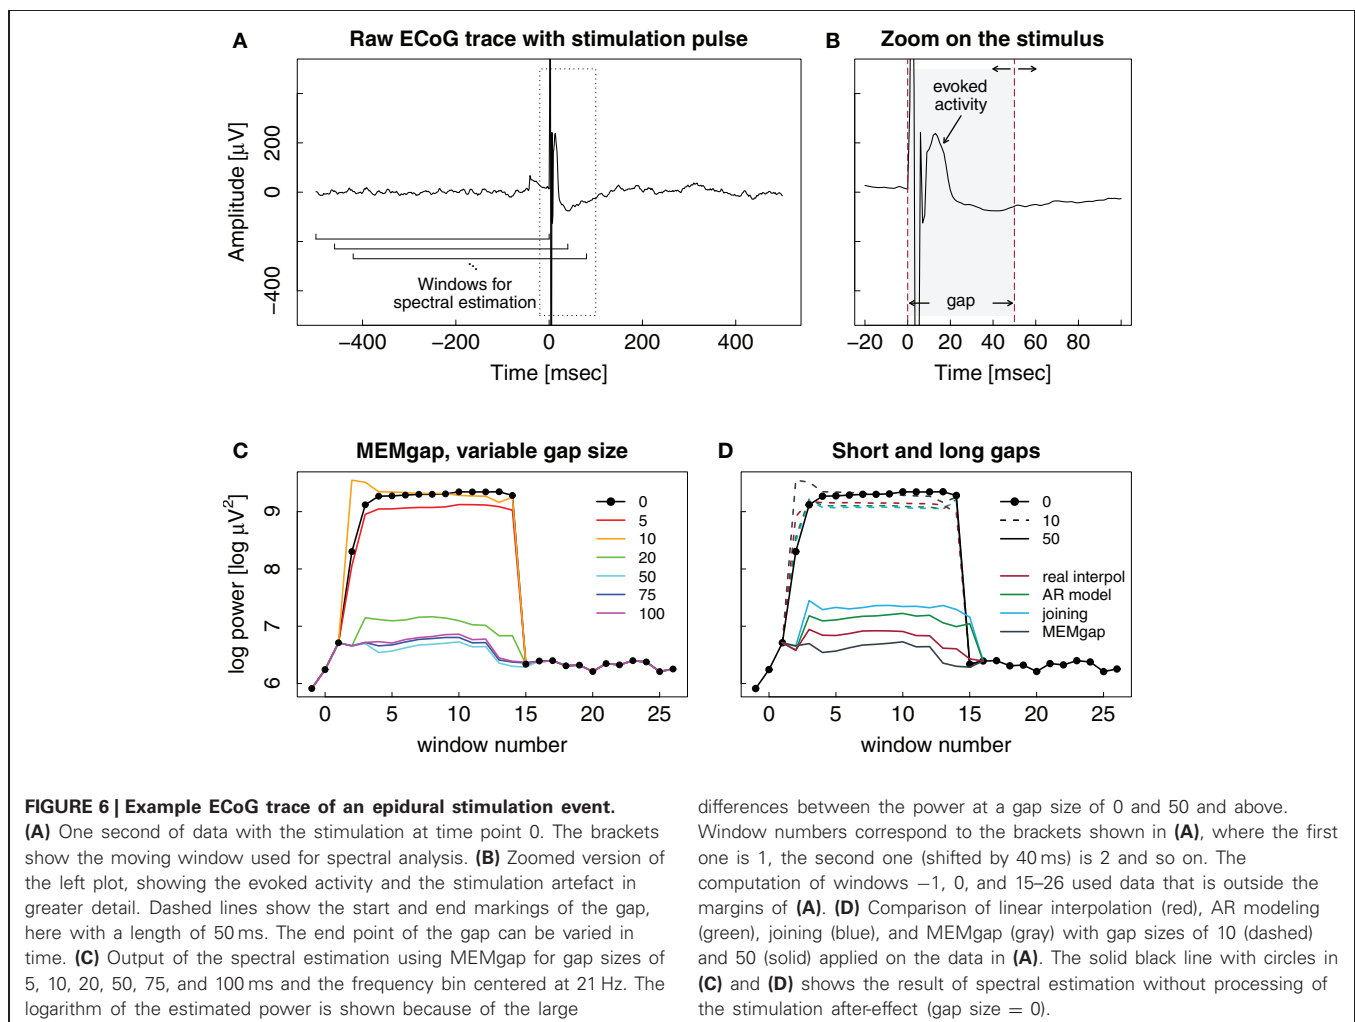 A Raw ECoG trace with stimulation pulse
Amplitude [µV]
200
0
−400
Windows for
spectral estimation
−400 −200 0 200 400
Time [msec]
B Zoom on the stimulus
evoked
activity
gap
−20 0 20 40 60 80
Time [msec]
C MEMgap, variable gap size
log power [log µV²]
9
8
7
6
0
5
10
20
50
75
100
0 5 10 15 20 25
window number
D Short and long gaps
0
10
50
real interpol
AR model
joining
MEMgap
0 5 10 15 20 25
window number
FIGURE 6 | Example ECoG trace of an epidural stimulation event.
(A) One second of data with the stimulation at time point 0. The brackets
show the moving window used for spectral analysis. (B) Zoomed version of
the left plot, showing the evoked activity and the stimulation artefact in
greater detail. Dashed lines show the start and end markings of the gap,
here with a length of 50 ms. The end point of the gap can be varied in
time. (C) Output of the spectral estimation using MEMgap for gap sizes of
5, 10, 20, 50, 75, and 100 ms and the frequency bin centered at 21 Hz. The
logarithm of the estimated power is shown because of the large
differences between the power at a gap size of 0 and 50 and above.
Window numbers correspond to the brackets shown in (A), where the first
one is 1, the second one (shifted by 40 ms) is 2 and so on. The
computation of windows −1, 0, and 15–26 used data that is outside the
margins of (A). (D) Comparison of linear interpolation (red), AR modeling
(green), joining (blue), and MEMgap (gray) with gap sizes of 10 (dashed)
and 50 (solid) applied on the data in (A). The solid black line with circles in
(C) and (D) shows the result of spectral estimation without processing of
the stimulation after-effect (gap size = 0).